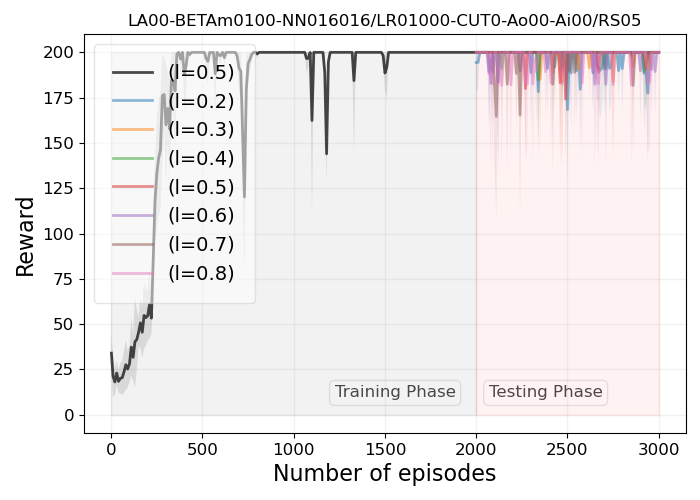 LA00-BETAm0100-NN016016/LR01000-CUT0-Ao00-Ai00/RS05
200
175
150
125
100
75
50
25
0
Reward
(l=0.5)
(l=0.2)
(l=0.3)
(l=0.4)
(l=0.5)
(l=0.6)
(l=0.7)
(l=0.8)
Training Phase
Testing Phase
0 500 1000 1500 2000 2500 3000
Number of episodes